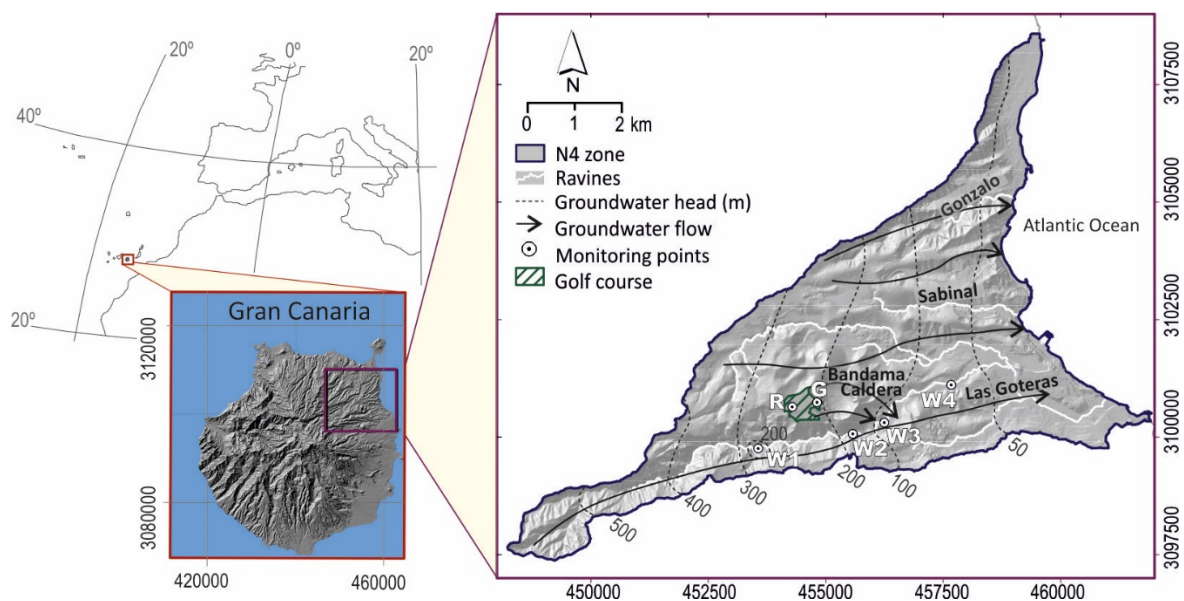 20º
0º
20º
40º
20º
Gran Canaria
3120000
3080000
420000
460000
N
0 1 2 km
N4 zone
Ravines
Groundwater head (m)
Groundwater flow
Monitoring points
Golf course
Gonzalo
Atlantic Ocean
Sabinal
Bandama
Caldera
Las Goteras
R
G
W4
W3
W2
W1
200
50
100
200
300
400
500
3107500
3105000
3102500
3100000
3097500
450000
452500
455000
457500
460000